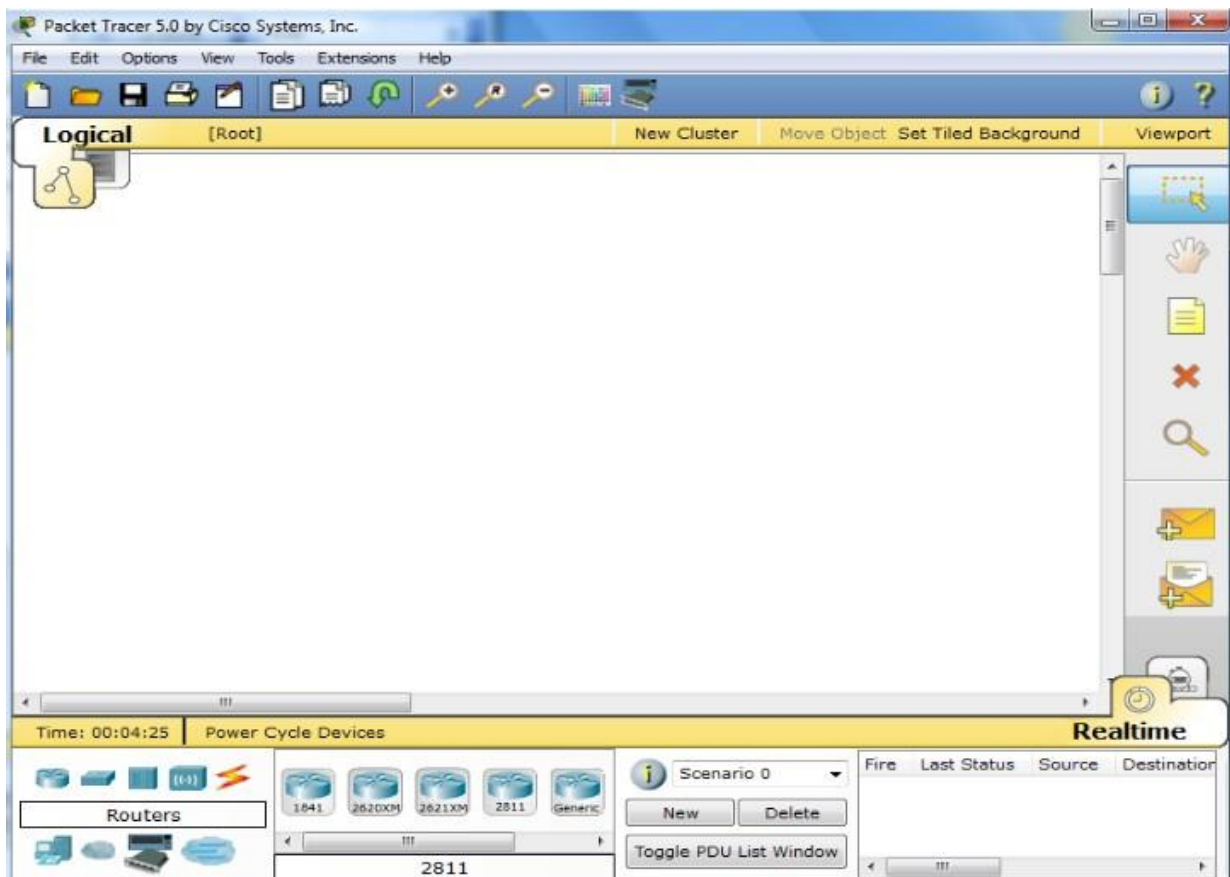 Packet Tracer 5.0 by Cisco Systems, Inc.
File Edit Options View Tools Extensions Help
Logical [Root] New Cluster Move Object Set Tiled Background Viewport
Time: 00:04:25 Power Cycle Devices Realtime
Routers
1841 2620XM 2621XM 2811 Generic
2811
Scenario 0
New Delete
Toggle PDU List Window
Fire Last Status Source Destination